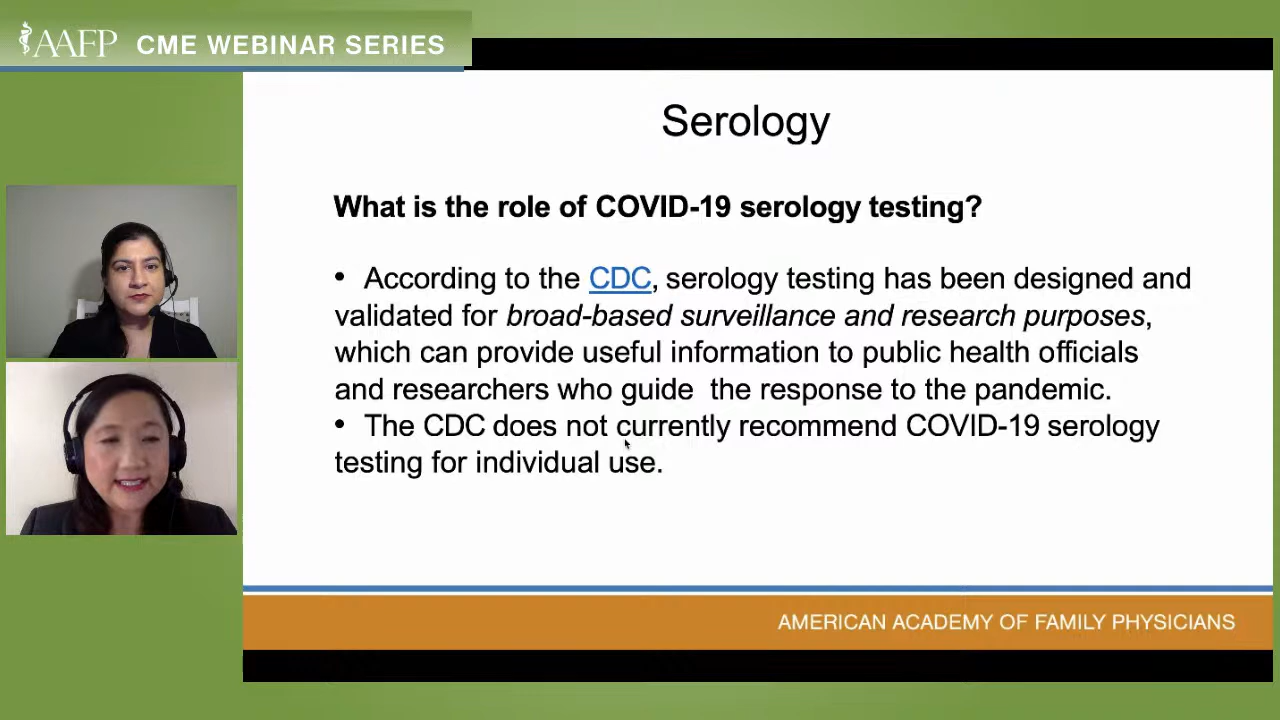 AAFP CME WEBINAR SERIES
Serology
What is the role of COVID-19 serology testing?
• According to the CDC, serology testing has been designed and
validated for broad-based surveillance and research purposes,
which can provide useful information to public health officials
and researchers who guide  the response to the pandemic.
• The CDC does not currently recommend COVID-19 serology
testing for individual use.
AMERICAN ACADEMY OF FAMILY PHYSICIANS